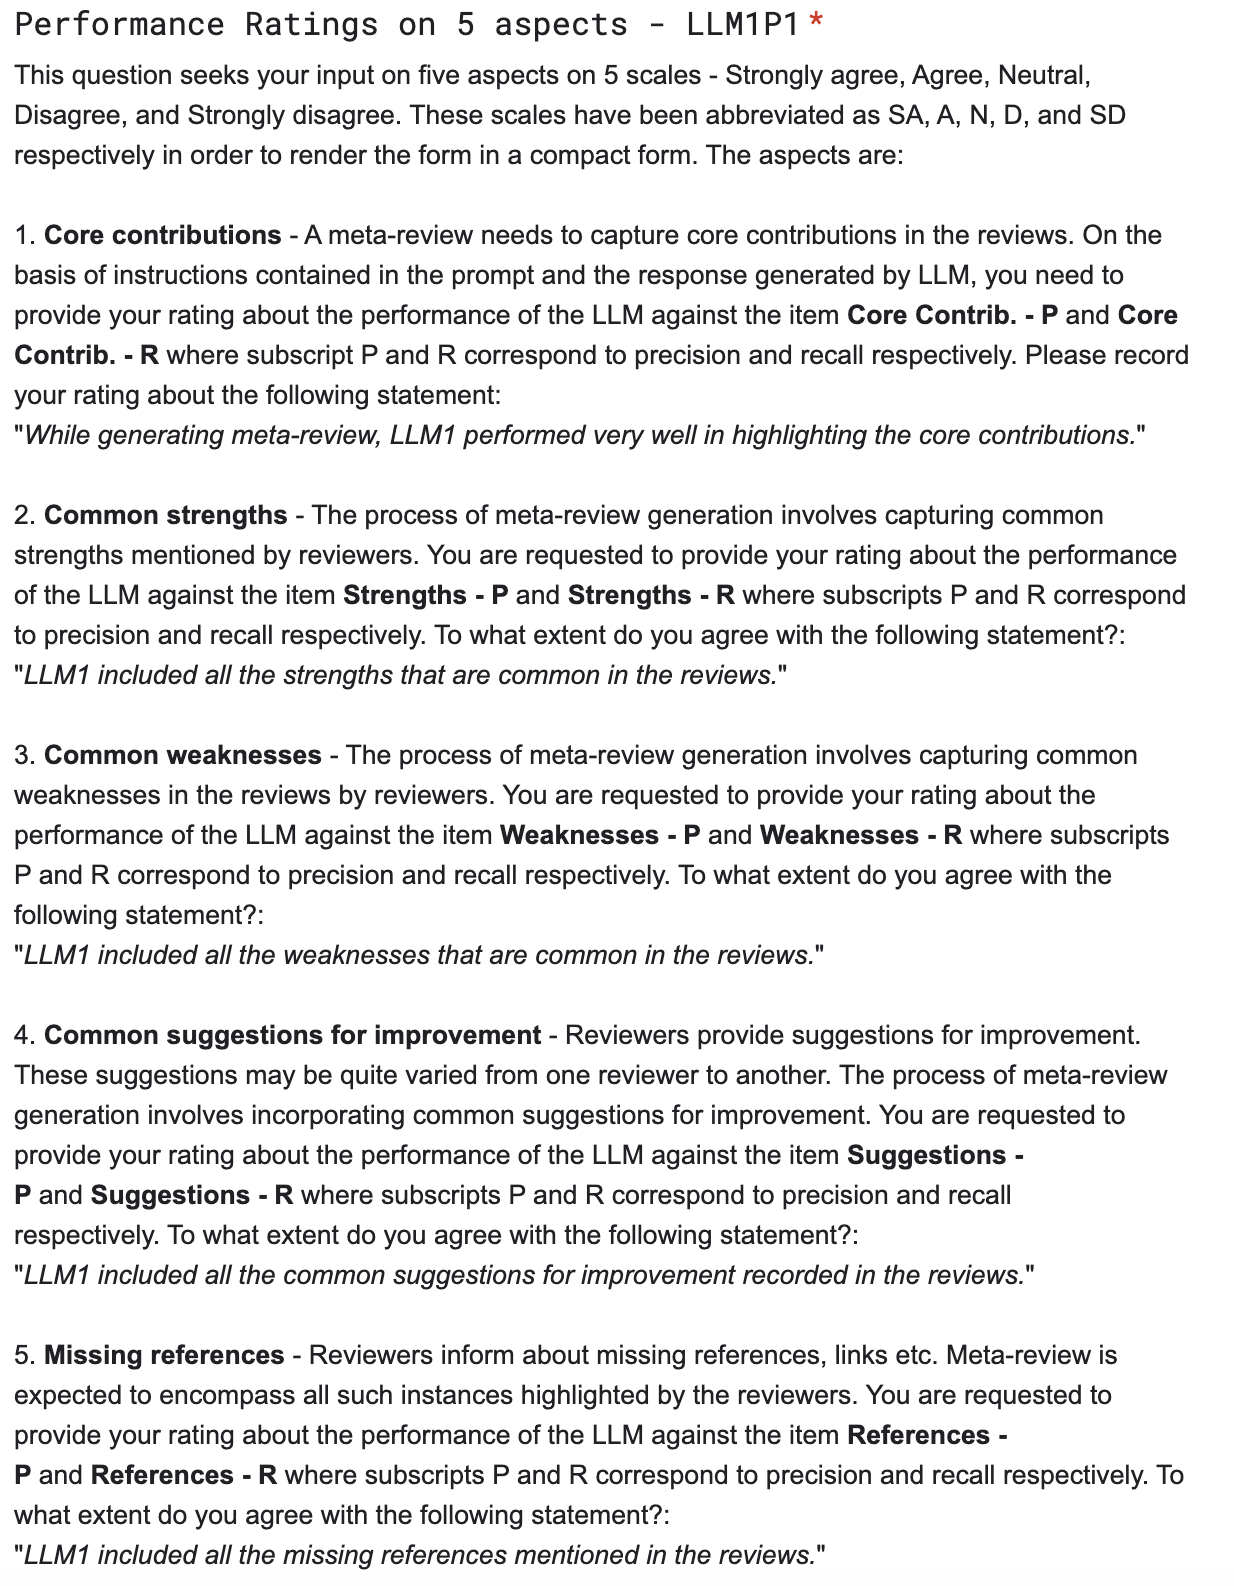 Performance Ratings on 5 aspects - LLM1P1 *
This question seeks your input on five aspects on 5 scales - Strongly agree, Agree, Neutral,
Disagree, and Strongly disagree. These scales have been abbreviated as SA, A, N, D, and SD
respectively in order to render the form in a compact form. The aspects are:
1. Core contributions - A meta-review needs to capture core contributions in the reviews. On the
basis of instructions contained in the prompt and the response generated by LLM, you need to
provide your rating about the performance of the LLM against the item Core Contrib. - P and Core
Contrib. - R where subscript P and R correspond to precision and recall respectively. Please record
your rating about the following statement:
"While generating meta-review, LLM1 performed very well in highlighting the core contributions."
2. Common strengths - The process of meta-review generation involves capturing common
strengths mentioned by reviewers. You are requested to provide your rating about the performance
of the LLM against the item Strengths - P and Strengths - R where subscripts P and R correspond
to precision and recall respectively. To what extent do you agree with the following statement?:
"LLM1 included all the strengths that are common in the reviews."
3. Common weaknesses - The process of meta-review generation involves capturing common
weaknesses in the reviews by reviewers. You are requested to provide your rating about the
performance of the LLM against the item Weaknesses - P and Weaknesses - R where subscripts
P and R correspond to precision and recall respectively. To what extent do you agree with the
following statement?:
"LLM1 included all the weaknesses that are common in the reviews."
4. Common suggestions for improvement - Reviewers provide suggestions for improvement.
These suggestions may be quite varied from one reviewer to another. The process of meta-review
generation involves incorporating common suggestions for improvement. You are requested to
provide your rating about the performance of the LLM against the item Suggestions -
P and Suggestions - R where subscripts P and R correspond to precision and recall
respectively. To what extent do you agree with the following statement?:
"LLM1 included all the common suggestions for improvement recorded in the reviews."
5. Missing references - Reviewers inform about missing references, links etc. Meta-review is
expected to encompass all such instances highlighted by the reviewers. You are requested to
provide your rating about the performance of the LLM against the item References -
P and References - R where subscripts P and R correspond to precision and recall respectively. To
what extent do you agree with the following statement?:
"LLM1 included all the missing references mentioned in the reviews."